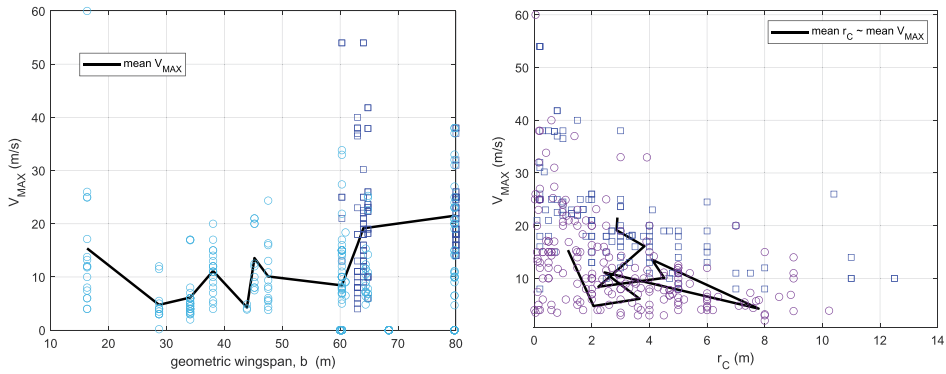 60
50
40
30
20
10
0
V_MAX (m/s)
mean V_MAX
10 20 30 40 50 60 70 80
geometric wingspan, b (m)
60
50
40
30
20
10
V_MAX (m/s)
mean r_C ~ mean V_MAX
0 2 4 6 8 10 12 14
r_C (m)